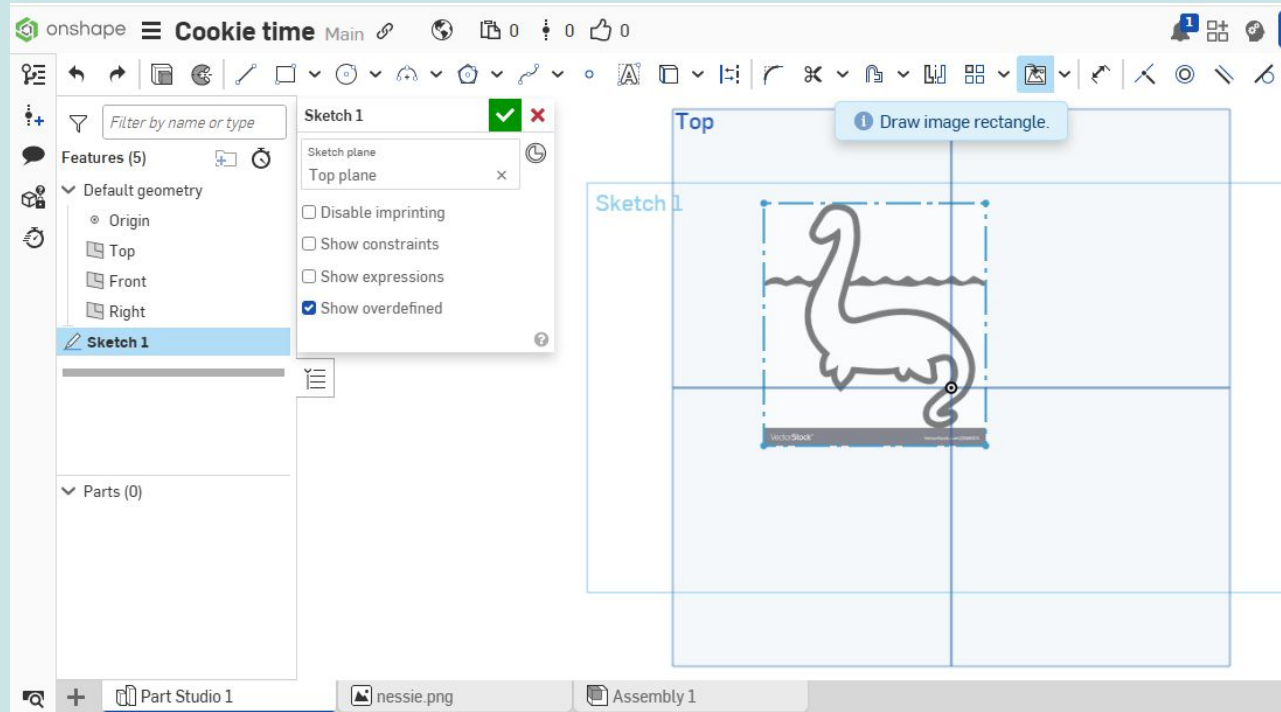 onshape Cookie time Main 0 0 0 1
Filter by name or type
Features (5)
Default geometry
Origin
Top
Front
Right
Sketch 1
Parts (0)
Sketch 1
Sketch plane
Top plane
Disable imprinting
Show constraints
Show expressions
Show overdefined
Top
Draw image rectangle.
Sketch 1
VectorStock
Part Studio 1 nessie.png Assembly 1